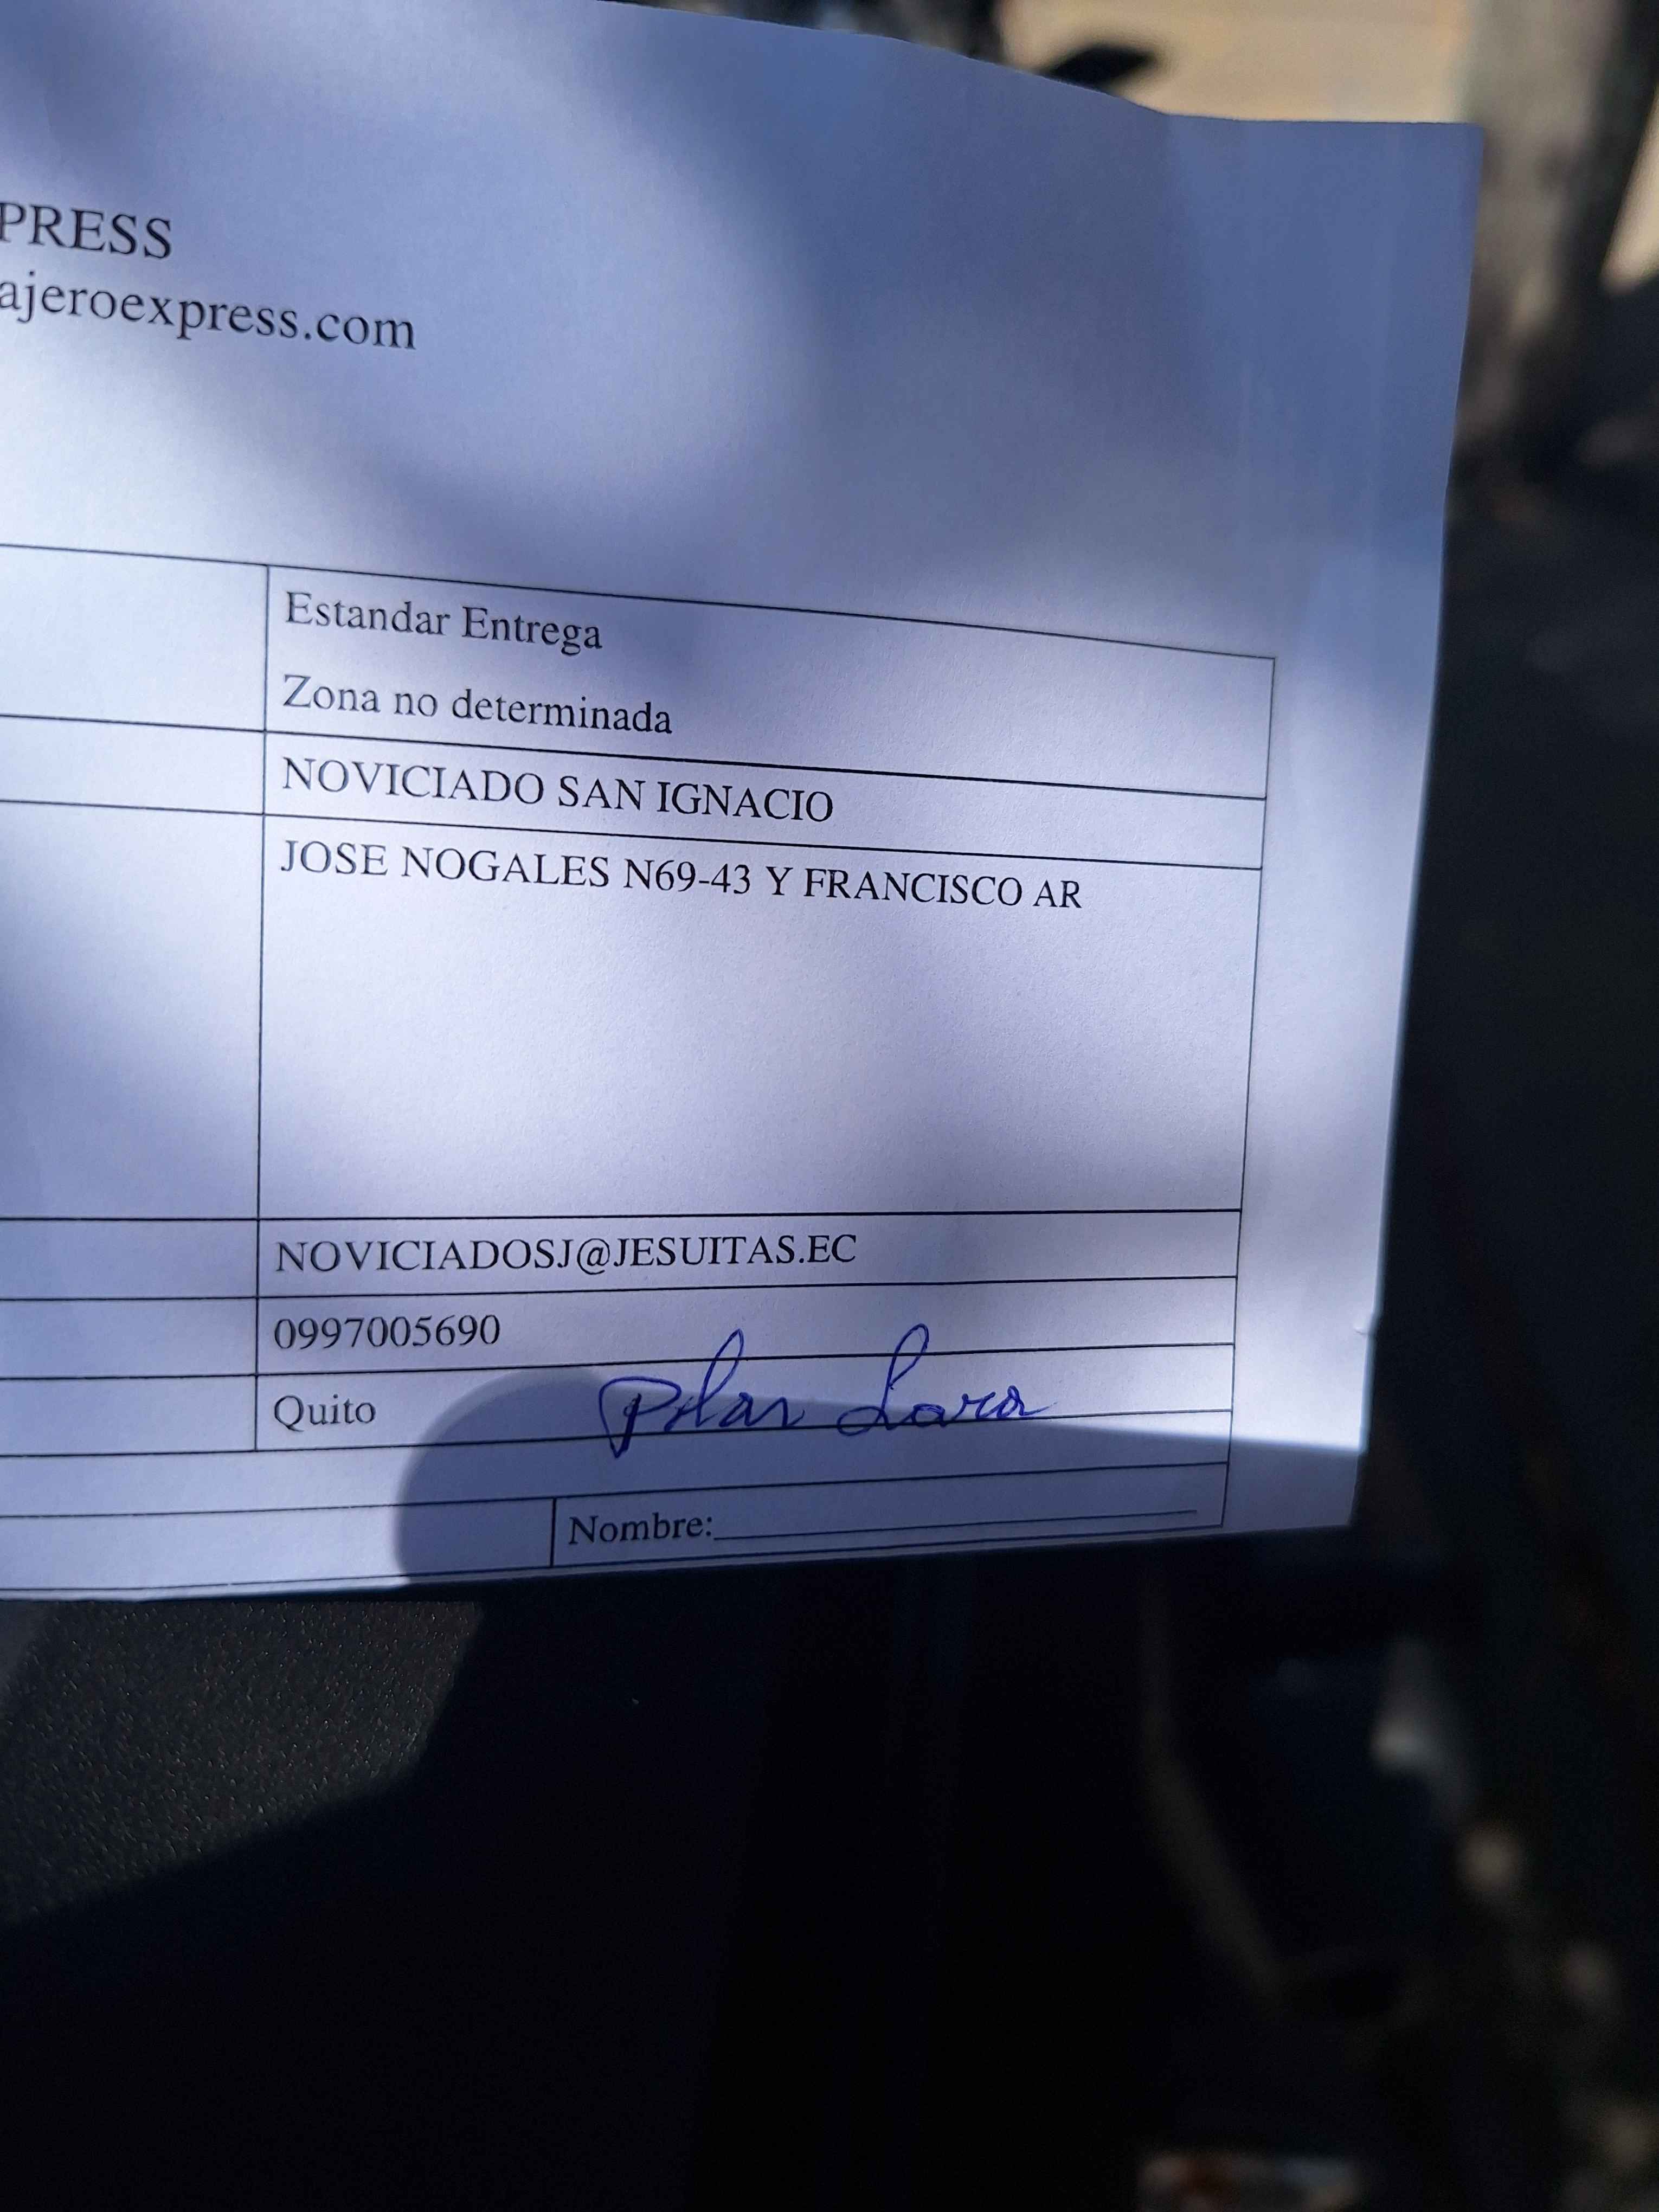 PRESS
ajeroexpress.com
Estandar Entrega
Zona no determinada
NOVICIADO SAN IGNACIO
JOSE NOGALES N69-43 Y FRANCISCO AR
NOVICIADOSJ@JESUITAS.EC
0997005690
Quito
Pilar Lara
Nombre: